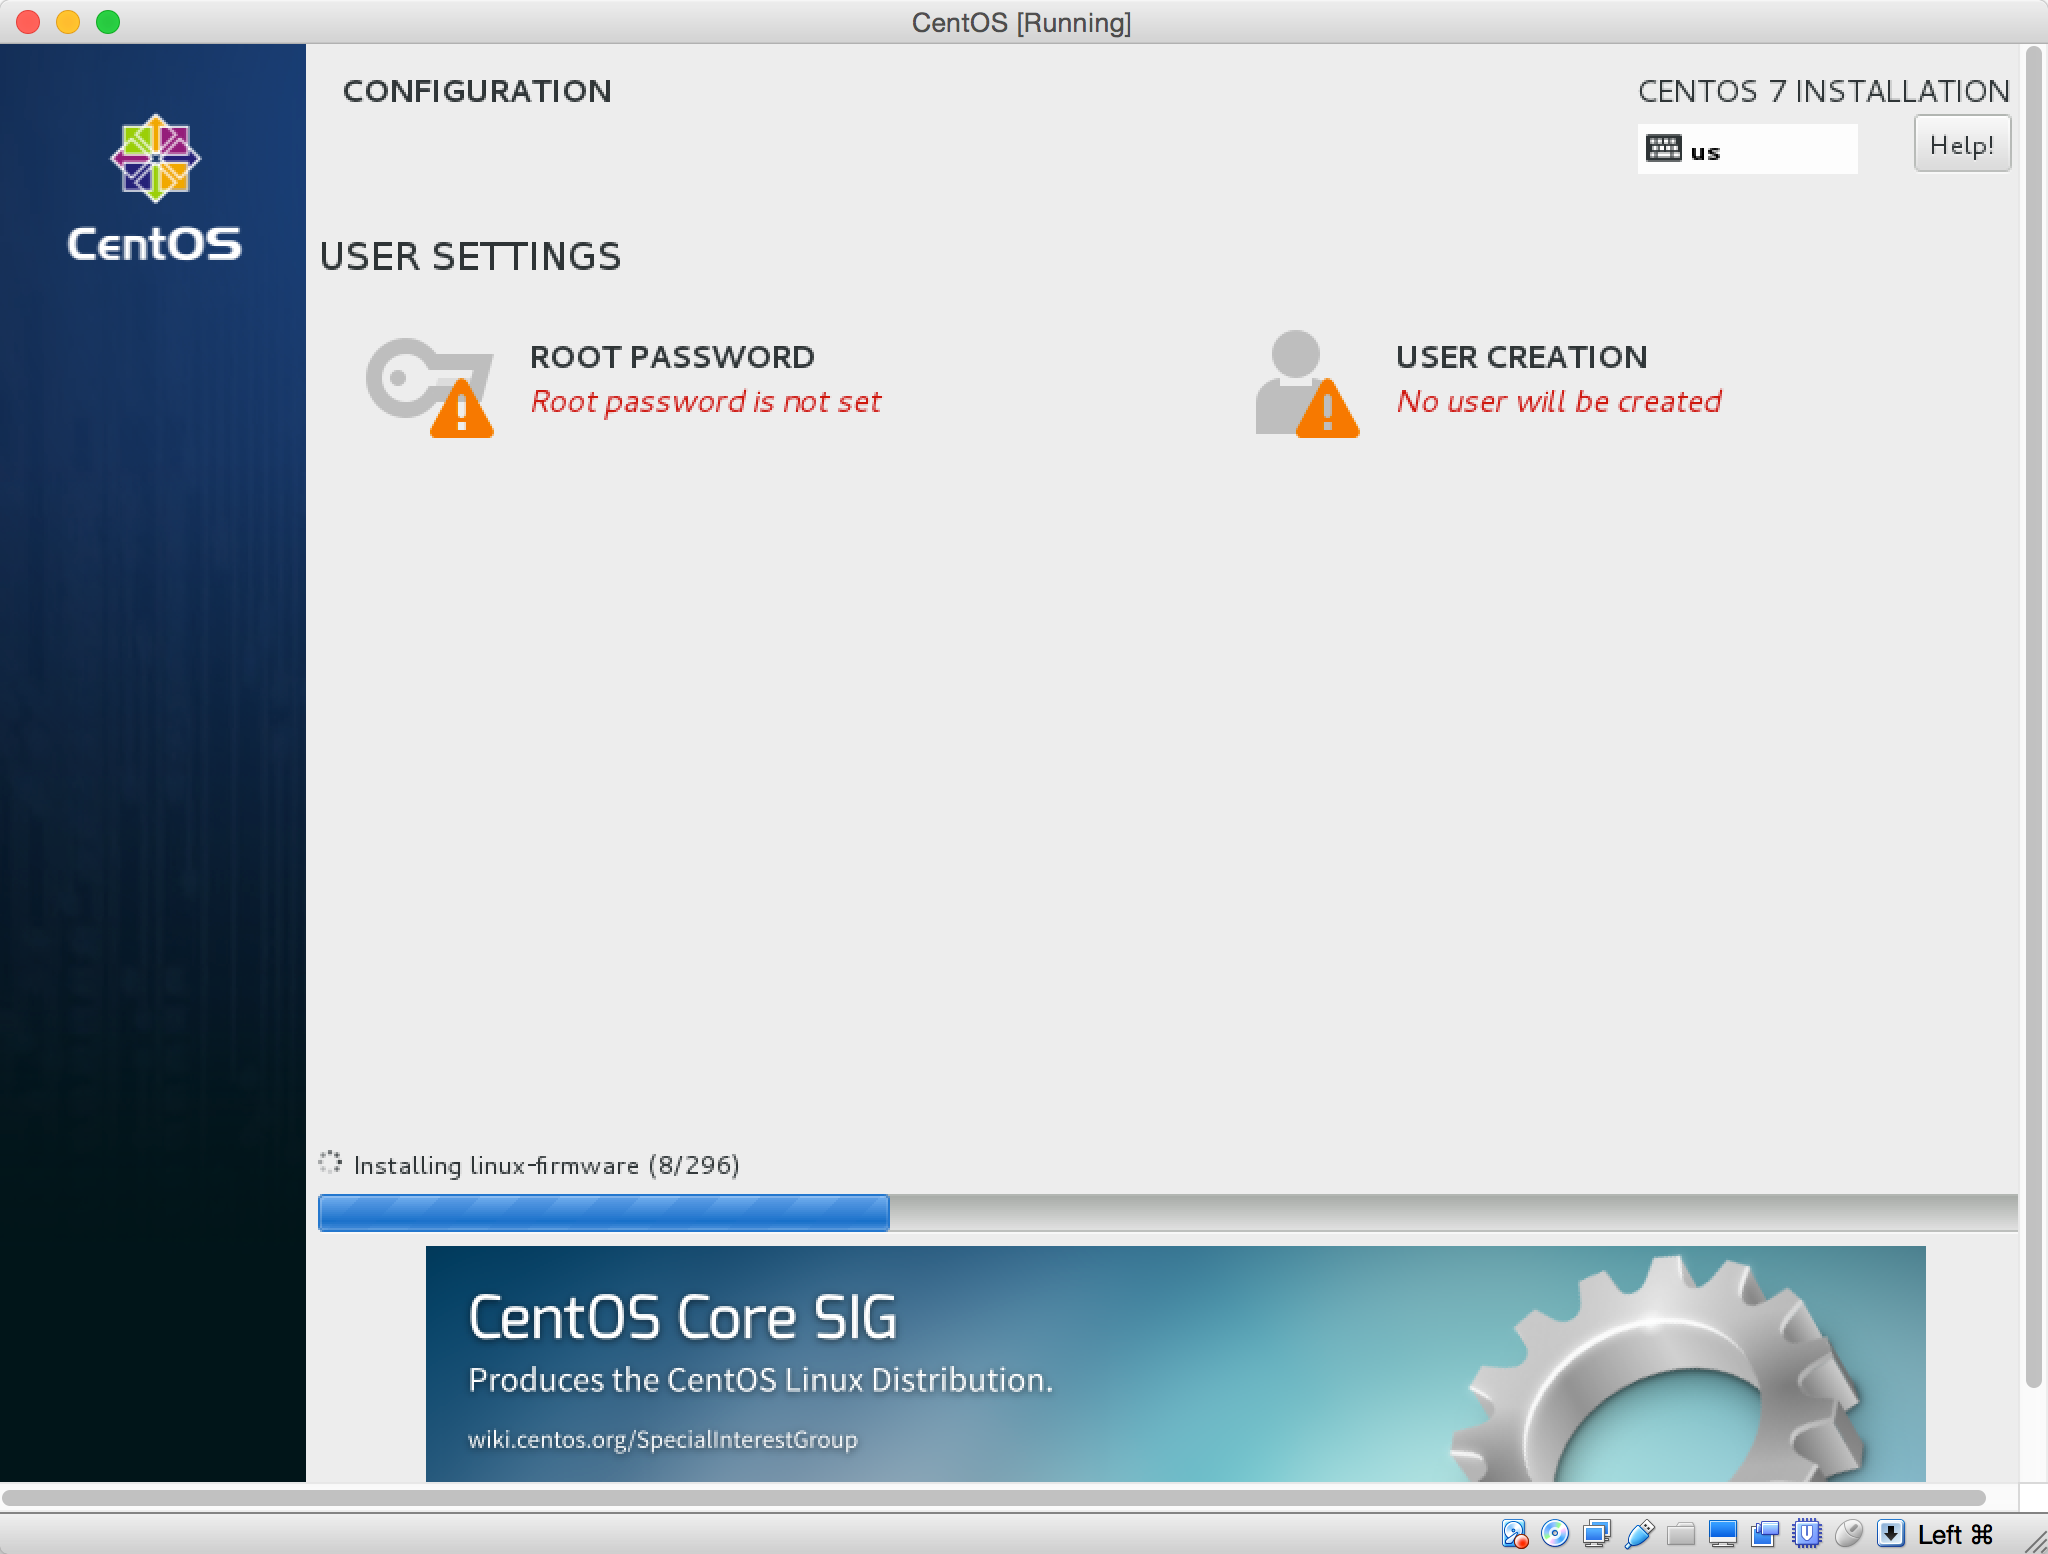 CentOS [Running]
CentOS
CONFIGURATION
CENTOS 7 INSTALLATION
us
Help!
USER SETTINGS
ROOT PASSWORD
Root password is not set
USER CREATION
No user will be created
Installing linux-firmware (8/296)
CentOS Core SIG
Produces the CentOS Linux Distribution.
wiki.centos.org/SpecialInterestGroup
Left ⌘